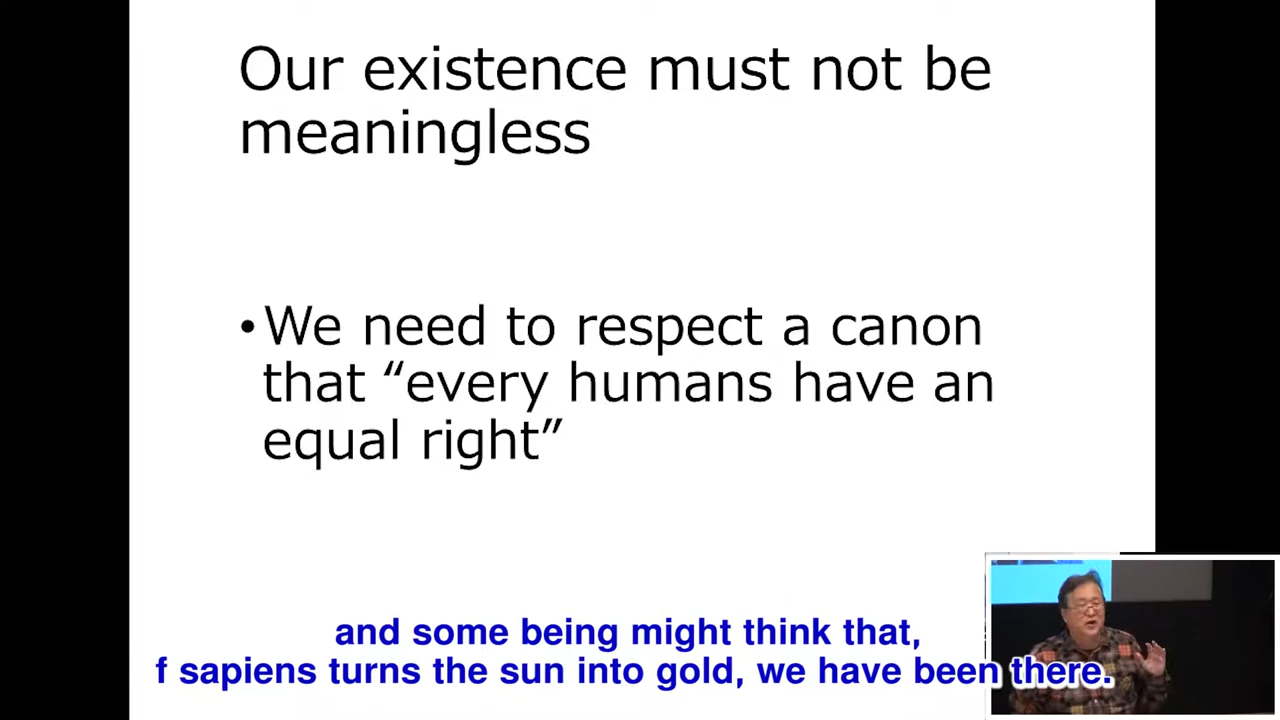 Our existence must not be
meaningless
•We need to respect a canon
that “every humans have an
equal right”
and some being might think that,
f sapiens turns the sun into gold, we have been there.